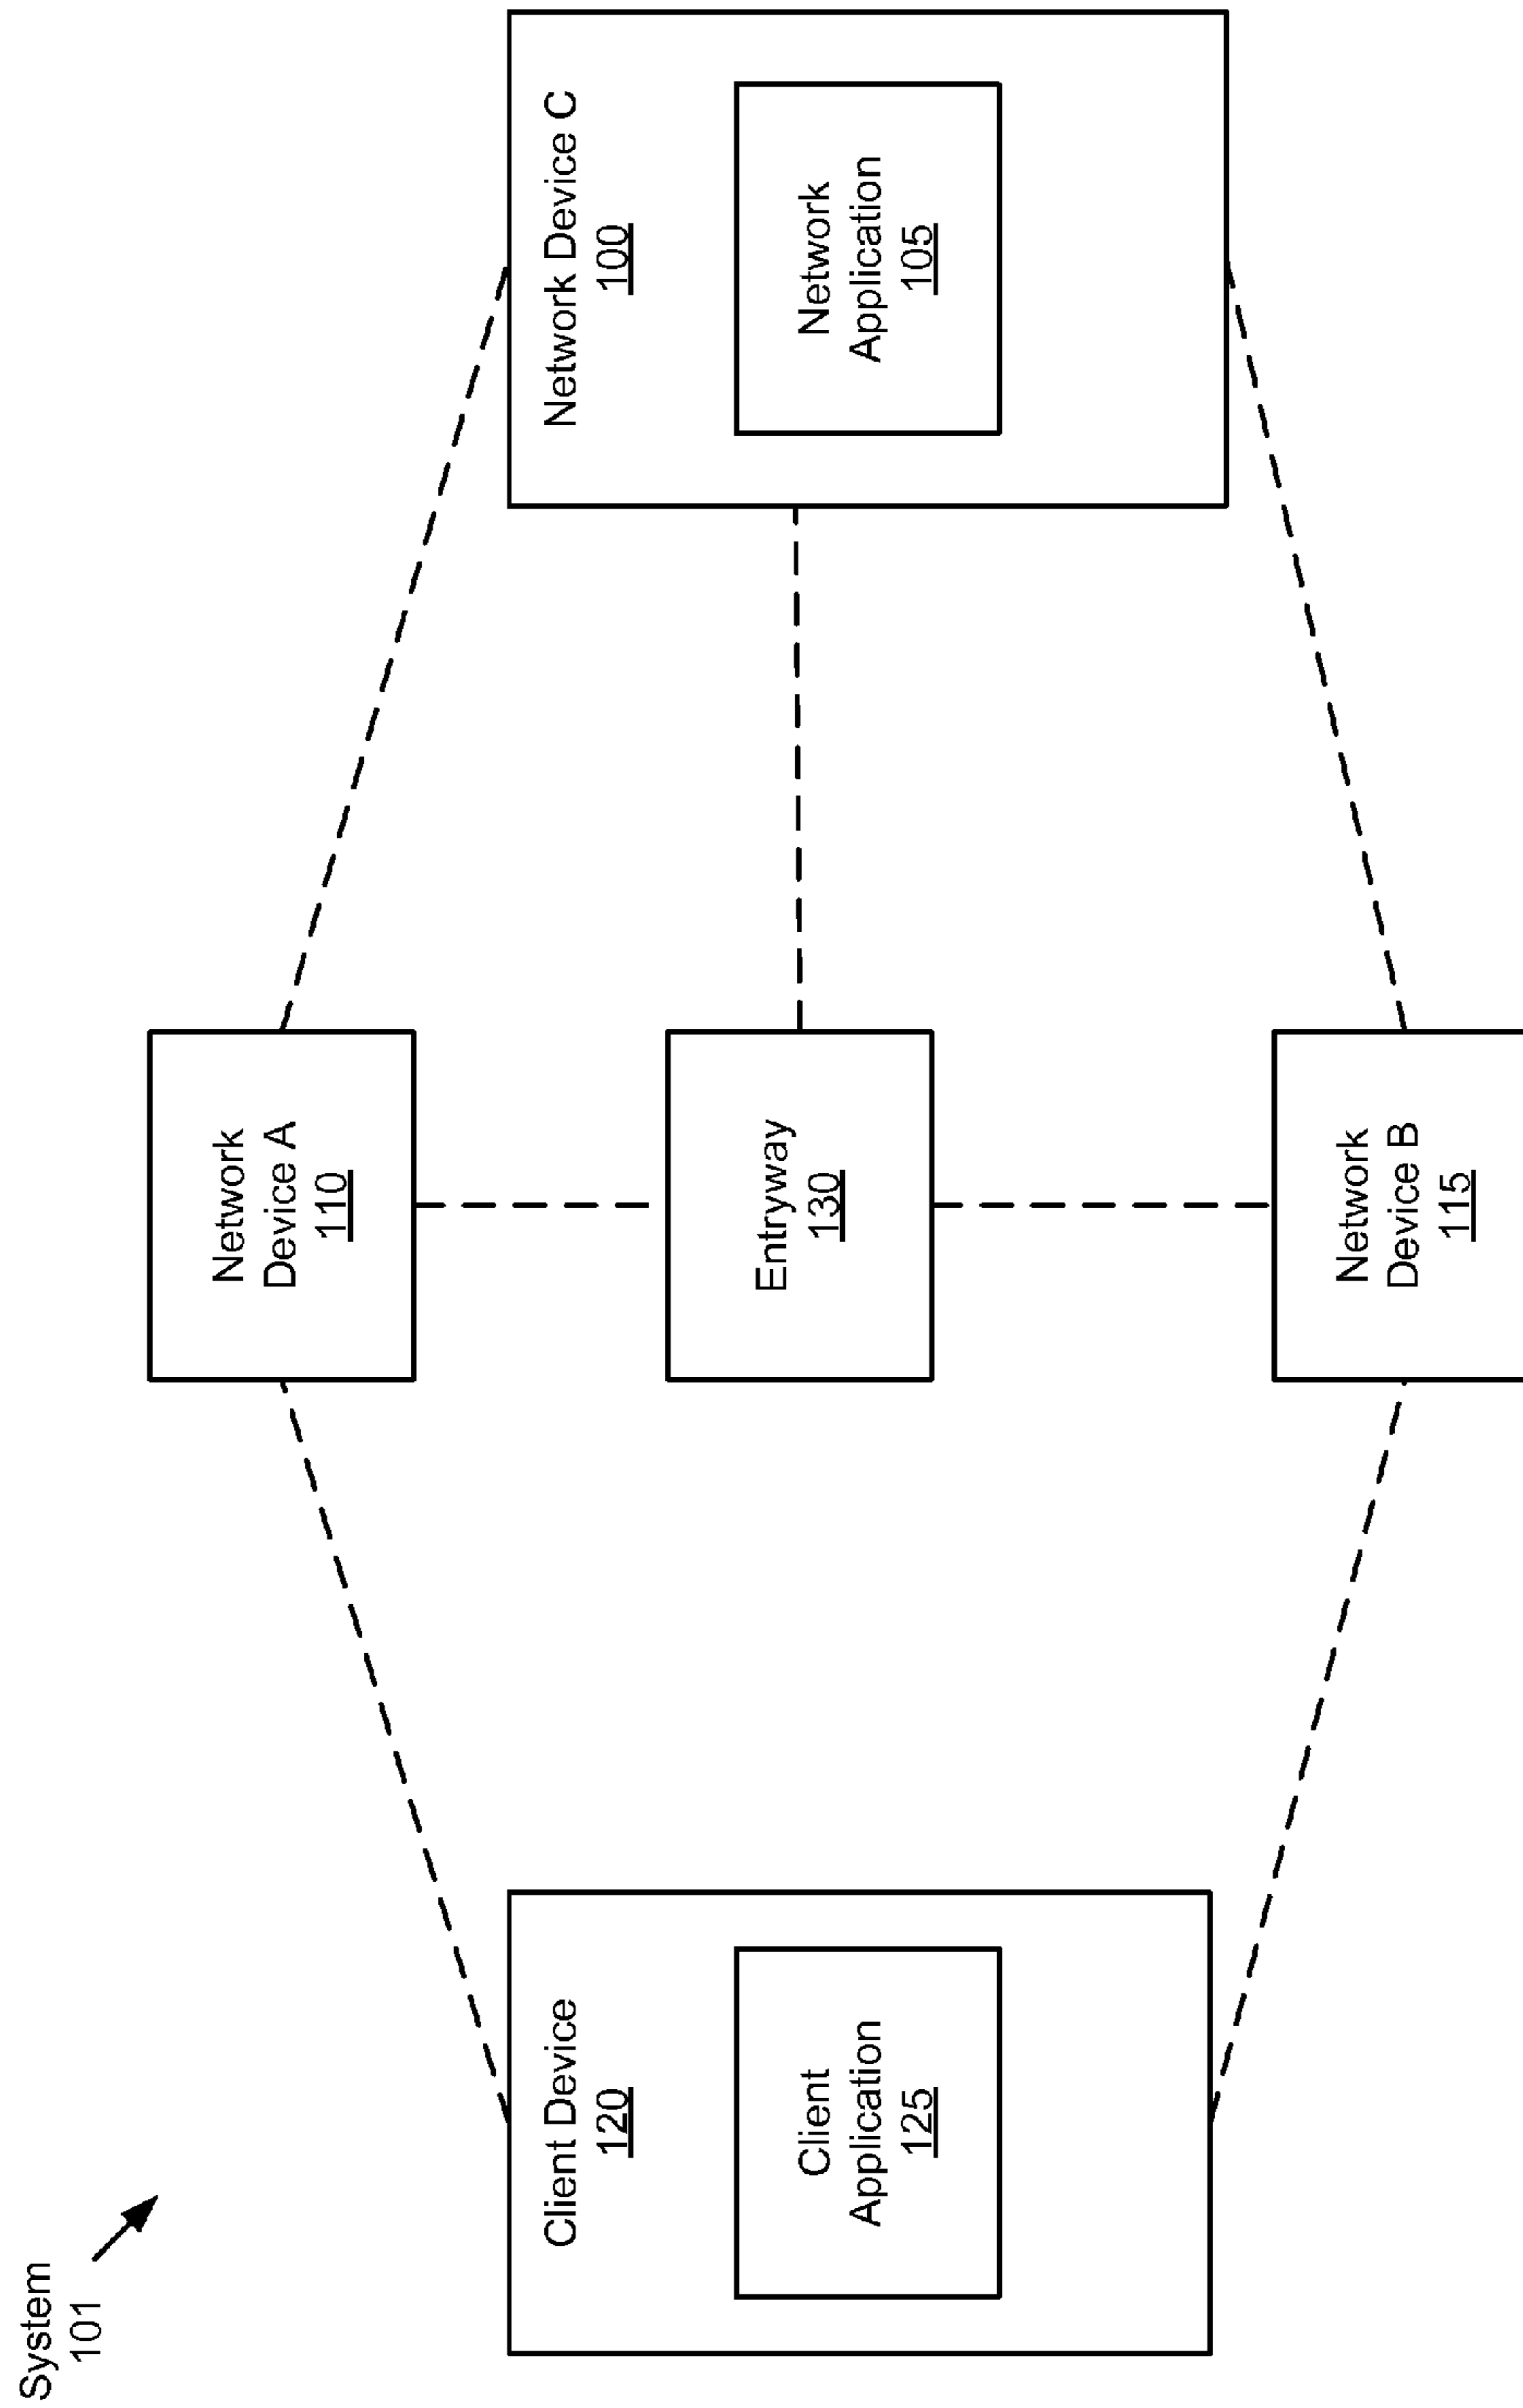 System
101
Network
Device A
110
Client Device
120
Client
Application
125
Entryway
130
Network Device C
100
Network
Application
105
Network
Device B
115